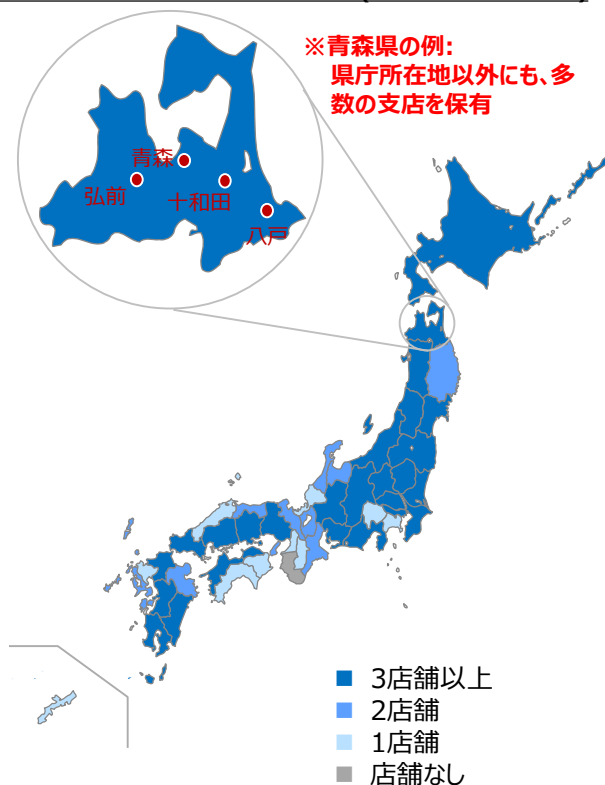 ※青森県の例:
県庁所在地以外にも、多
数の支店を保有
青森
弘前
十和田
八戸
3店舗以上
2店舗
1店舗
店舗なし